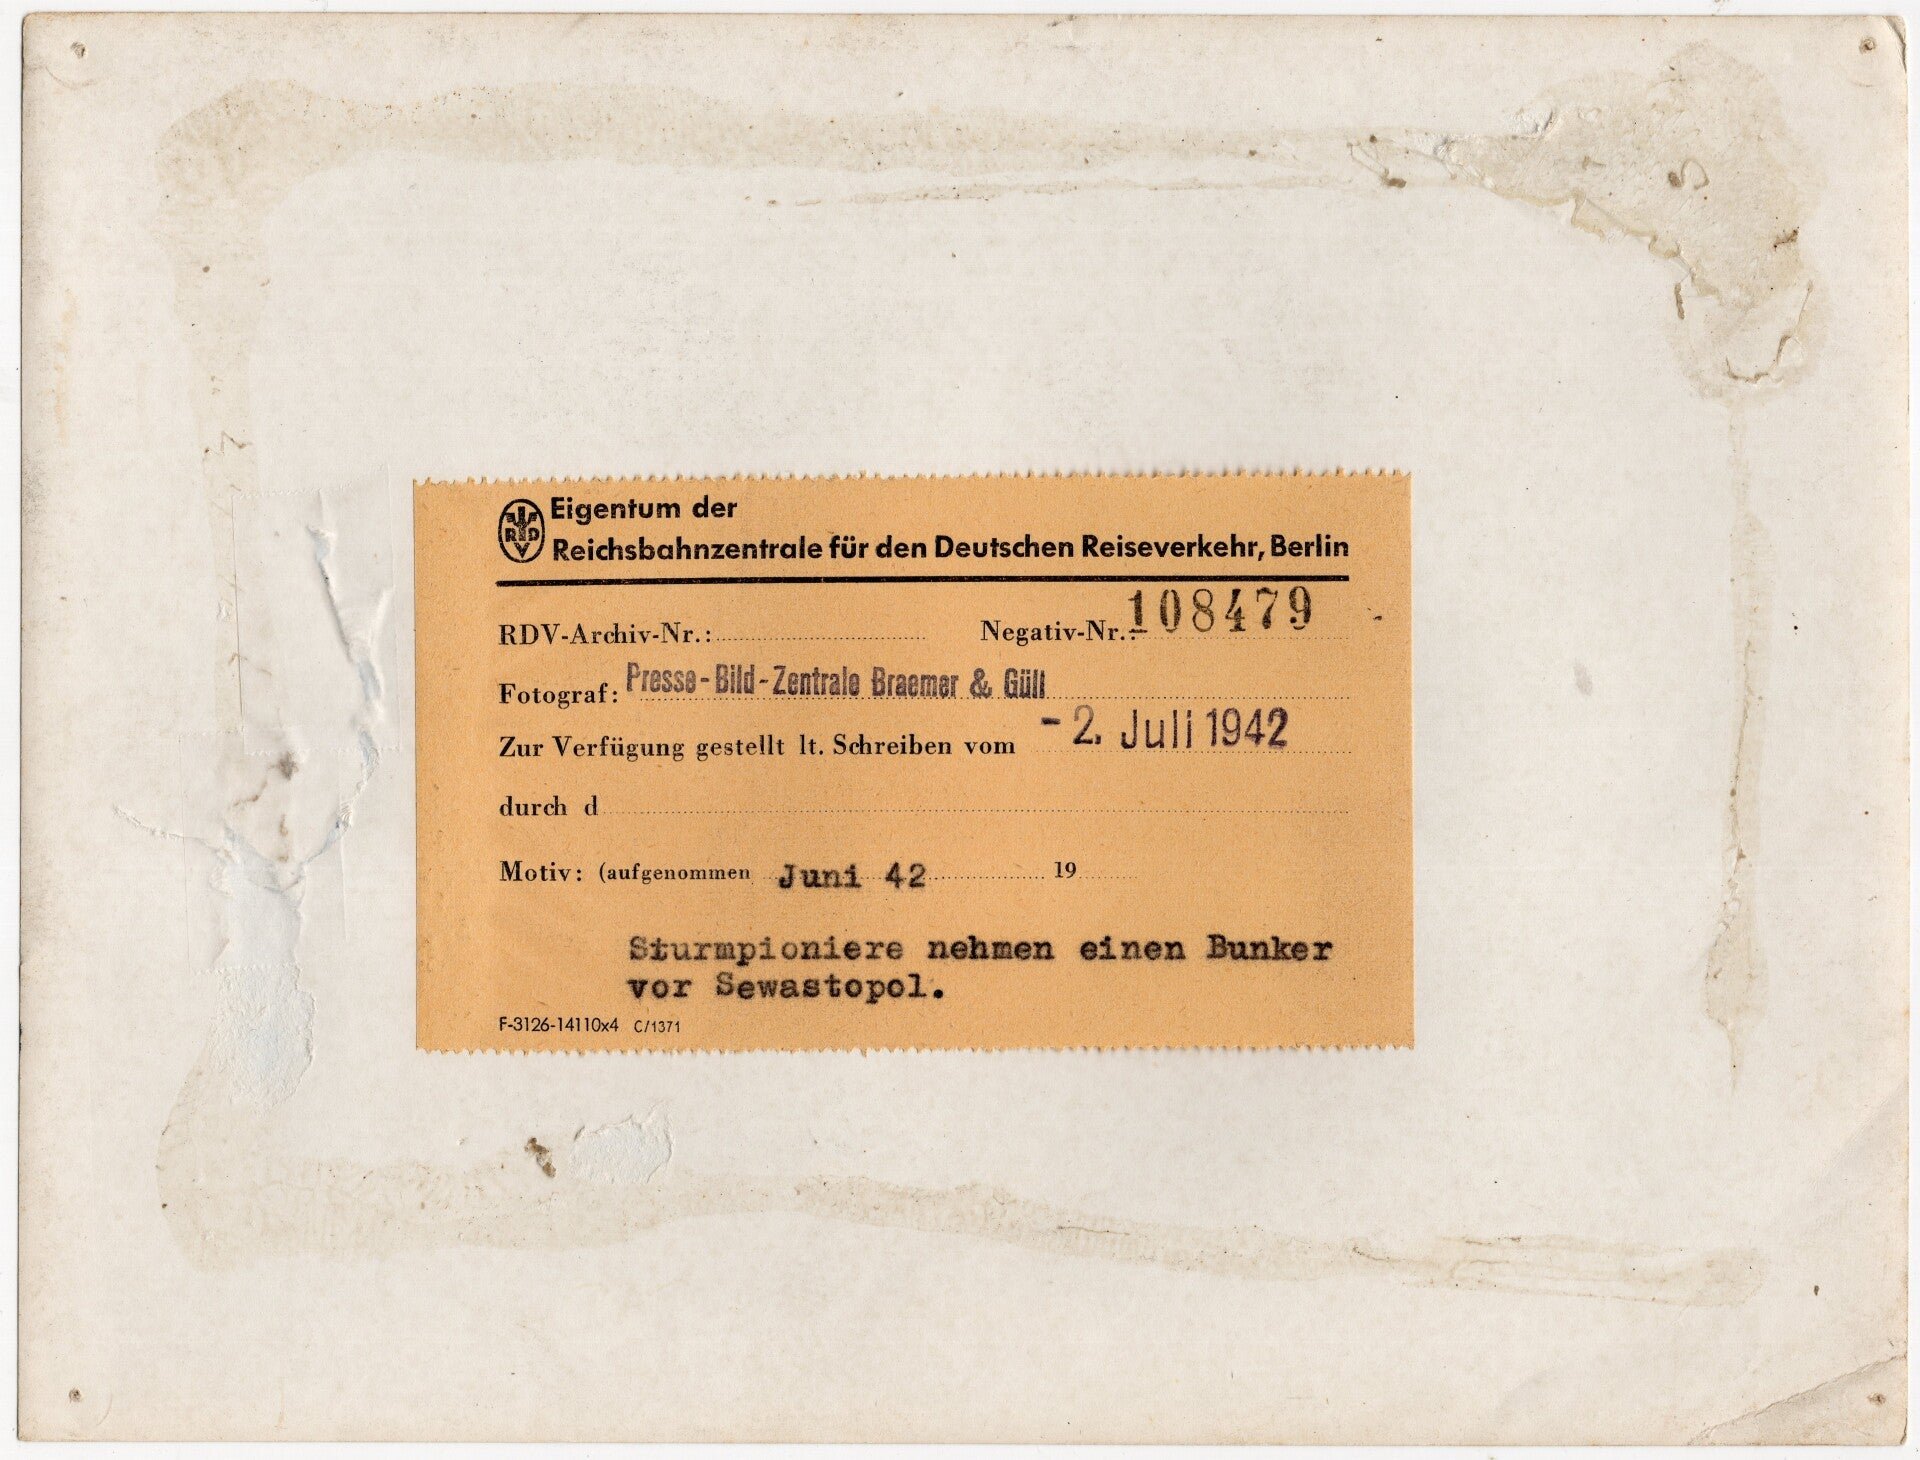 RDV
Eigentum der
Reichsbahnzentrale für den Deutschen Reiseverkehr, Berlin
RDV-Archiv-Nr.: Negativ-Nr.: 108479
Fotograf: Presse-Bild-Zentrale Braemer & Güll
Zur Verfügung gestellt lt. Schreiben vom -2. Juli 1942
durch d
Motiv: (aufgenommen Juni 42 19
Sturmpioniere nehmen einen Bunker
vor Sewastopol.
F-3126-14110x4 C/1371